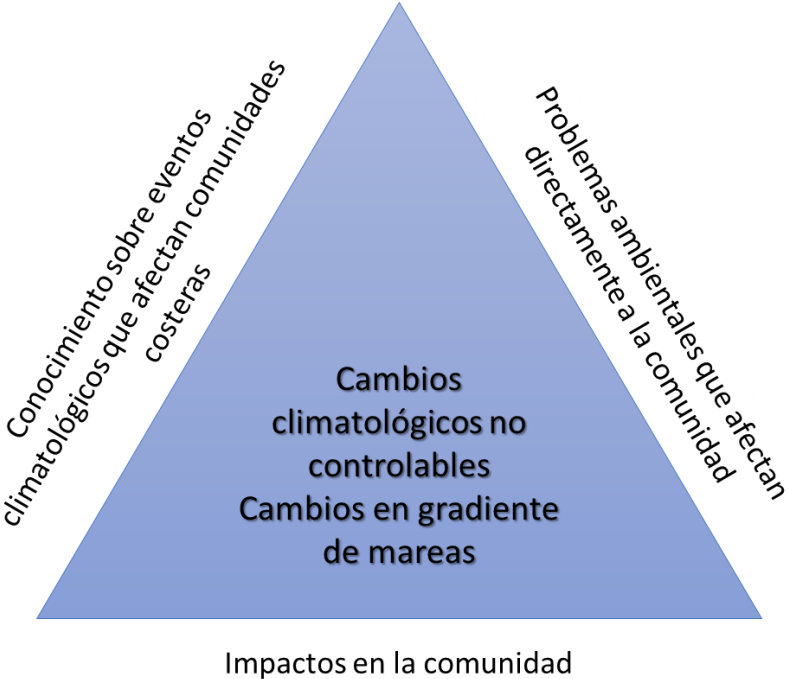 Conocimiento sobre eventos
climatológicos que afectan comunidades
costeras
Problemas ambientales que afectan
directamente a la comunidad
Cambios
climatológicos no
controlables
Cambios en gradiente
de mareas
Impactos en la comunidad